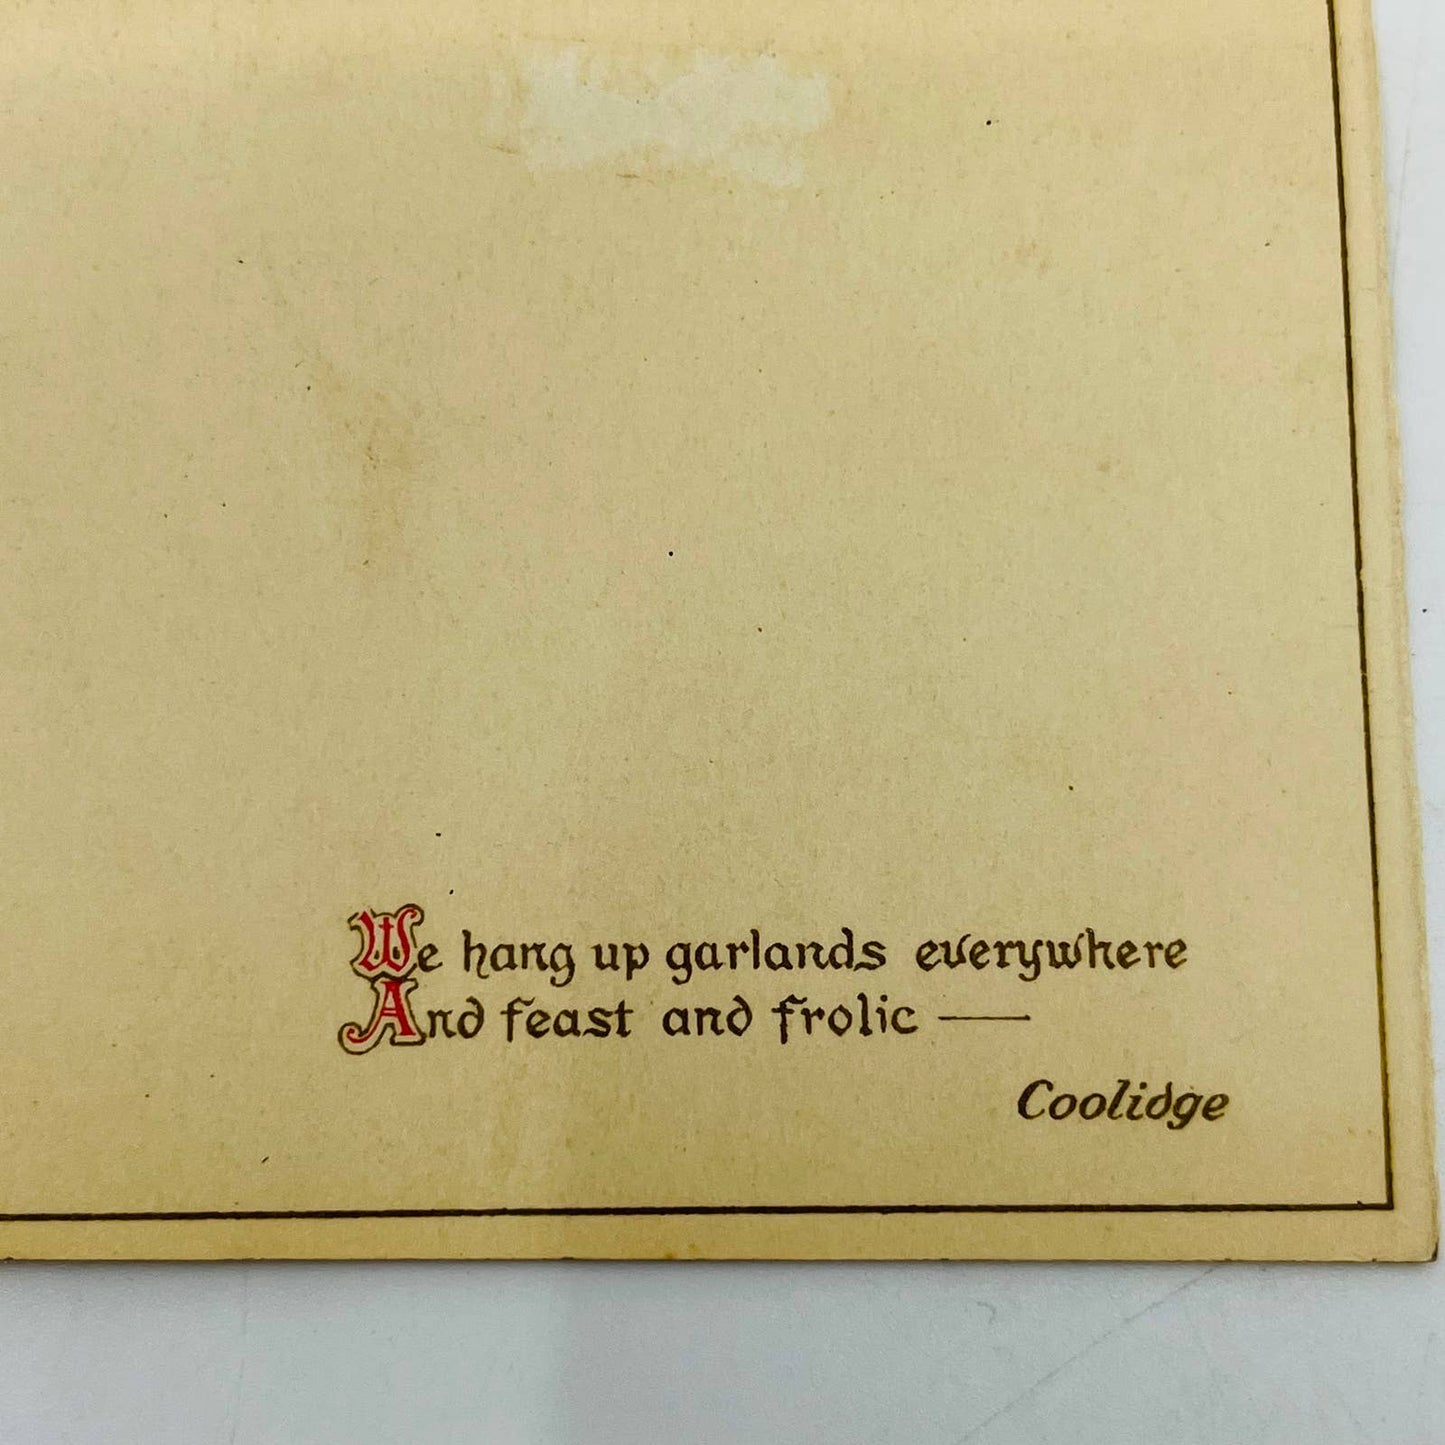 We hang up garlands everywhere
And feast and frolic —
Coolidge